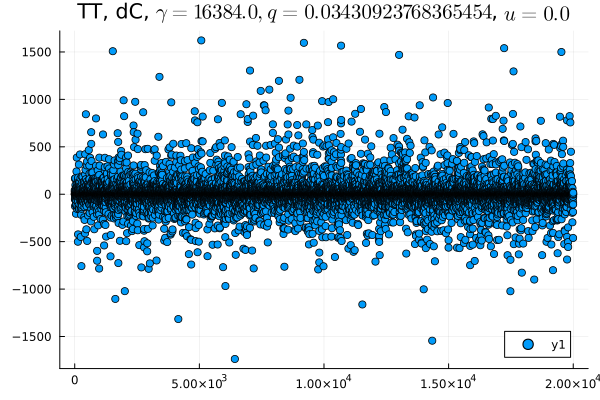 TT, dC, γ = 16384.0, q = 0.03430923768365454, u = 0.0
1500
1000
500
0
−500
−1000
−1500
0 5.00×10³ 1.00×10⁴ 1.50×10⁴ 2.00×10⁴
y1